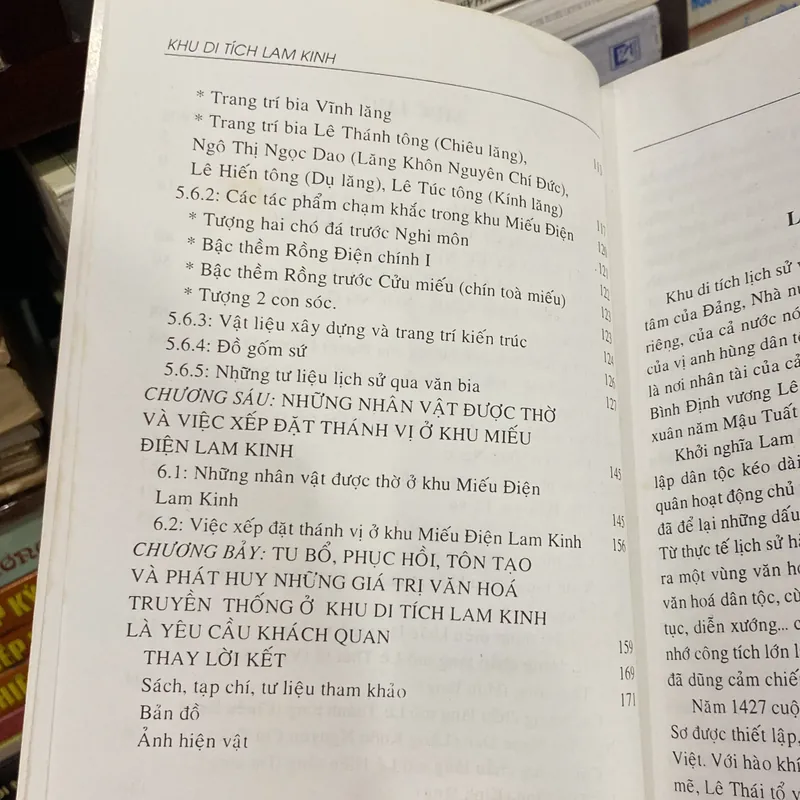 KHU DI TÍCH LAM KINH
* Trang trí bia Vĩnh lăng
* Trang trí bia Lê Thánh tông (Chiêu lăng),
Ngô Thị Ngọc Dao (Lăng Khôn Nguyên Chí Đức),
Lê Hiến tông (Dụ lăng), Lê Túc tông (Kính lăng)
5.6.2: Các tác phẩm chạm khắc trong khu Miếu Điện 117
* Tượng hai chó đá trước Nghi môn 120
* Bậc thềm Rồng Điện chính I 121
* Bậc thềm Rồng trước Cửu miếu (chín toà miếu) 122
* Tượng 2 con sóc. 123
5.6.3: Vật liệu xây dựng và trang trí kiến trúc 123
5.6.4: Đồ gốm sứ 124
5.6.5: Những tư liệu lịch sử qua văn bia 126
CHƯƠNG SÁU: NHỮNG NHÂN VẬT ĐƯỢC THỜ 127
VÀ VIỆC XẾP ĐẶT THÁNH VỊ Ở KHU MIẾU
ĐIỆN LAM KINH
6.1: Những nhân vật được thờ ở khu Miếu Điện 145
Lam Kinh
6.2: Việc xếp đặt thánh vị ở khu Miếu Điện Lam Kinh 145
CHƯƠNG BẢY: TU BỔ, PHỤC HỒI, TÔN TẠO 156
VÀ PHÁT HUY NHỮNG GIÁ TRỊ VĂN HOÁ
TRUYỀN THỐNG Ở KHU DI TÍCH LAM KINH
LÀ YÊU CẦU KHÁCH QUAN 159
THAY LỜI KẾT 169
Sách, tạp chí, tư liệu tham khảo 171
Bản đồ
Ảnh hiện vật
Khu di tích lịch sử
tâm của Đảng, Nhà
riêng, của cả nước nó
của vị anh hùng dân
là nơi nhân tài của
Bình Định vương Lê
xuân năm Mậu Tuất
Khởi nghĩa Lam
lập dân tộc kéo dài
quân hoạt động chủ
đã để lại những dấu
Từ thực tế lịch sử
ra một vùng văn
văn hoá dân tộc,
tục, diễn xướng...
nhớ công tích lớn
đã dũng cảm
Năm 1427
Sơ được thiết lập,
Việt. Với hào
mẽ, Lê Thái tổ